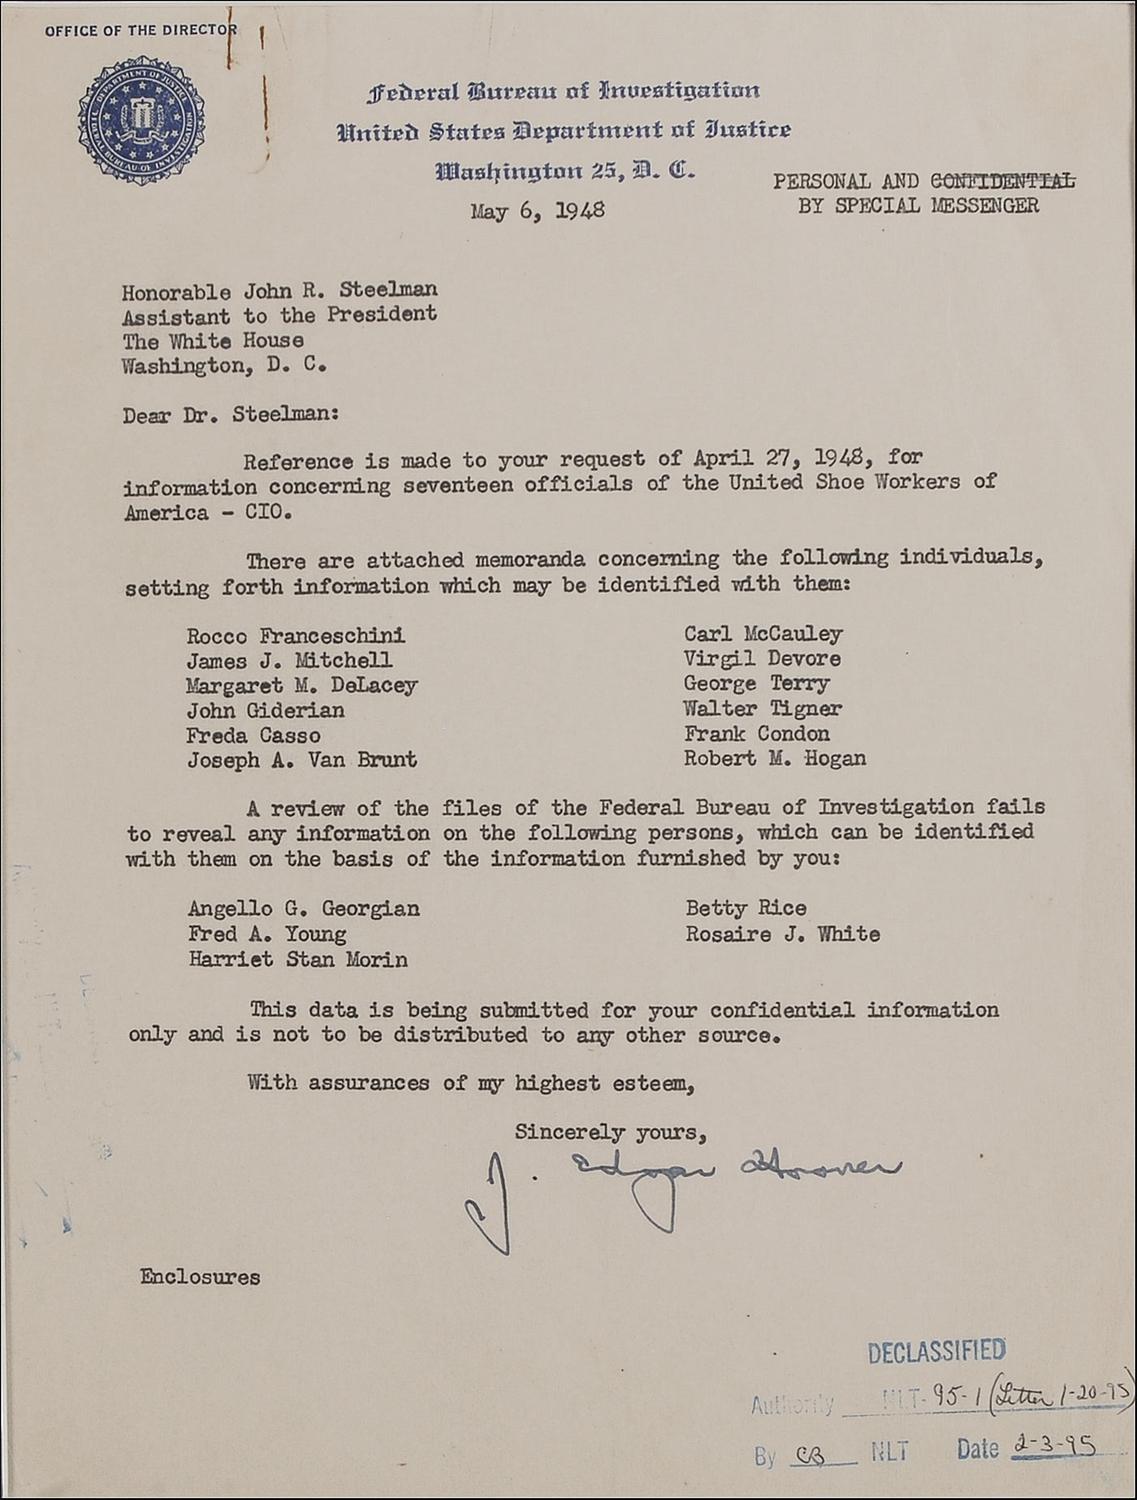 OFFICE OF THE DIRECTOR
DEPARTMENT OF JUSTICE
FEDERAL BUREAU OF INVESTIGATION
Federal Bureau of Investigation
United States Department of Justice
Washington 25, D. C.
PERSONAL AND CONFIDENTIAL
BY SPECIAL MESSENGER
May 6, 1948
Honorable John R. Steelman
Assistant to the President
The White House
Washington, D. C.
Dear Dr. Steelman:
Reference is made to your request of April 27, 1948, for
information concerning seventeen officials of the United Shoe Workers of
America - CIO.
There are attached memoranda concerning the following individuals,
setting forth information which may be identified with them:
Rocco Franceschini
James J. Mitchell
Margaret M. DeLacey
John Giderian
Freda Casso
Joseph A. Van Brunt
Carl McCauley
Virgil Devore
George Terry
Walter Tigner
Frank Condon
Robert M. Hogan
A review of the files of the Federal Bureau of Investigation fails
to reveal any information on the following persons, which can be identified
with them on the basis of the information furnished by you:
Angello G. Georgian
Fred A. Young
Harriet Stan Morin
Betty Rice
Rosaire J. White
This data is being submitted for your confidential information
only and is not to be distributed to any other source.
With assurances of my highest esteem,
Sincerely yours,
J. Edgar Hoover
Enclosures
DECLASSIFIED
Authority NLT-95-1 (Letter 1-20-95)
By CB NLT Date 2-3-95